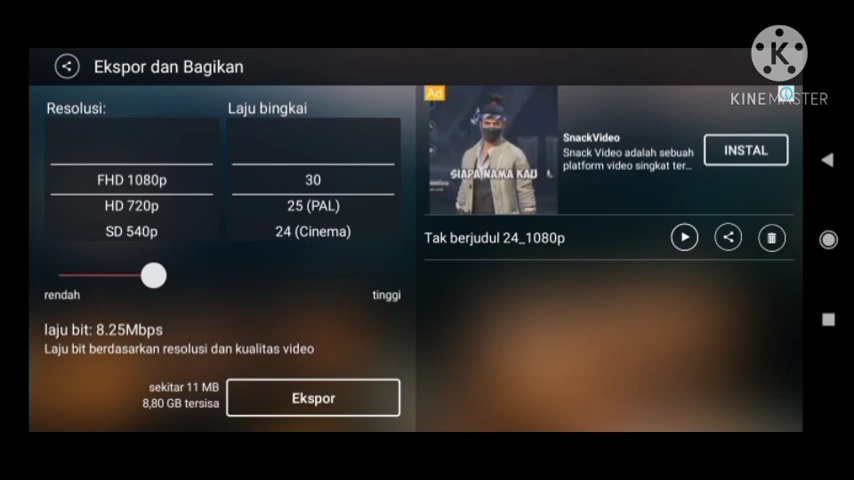 Ekspor dan Bagikan
K
KINEMASTER
Resolusi:
Laju bingkai
FHD 1080p
30
HD 720p
25 (PAL)
SD 540p
24 (Cinema)
rendah
tinggi
laju bit: 8.25Mbps
Laju bit berdasarkan resolusi dan kualitas video
sekitar 11 MB
8,80 GB tersisa
Ekspor
Ad
SIAPA NAMA KAU
SnackVideo
Snack Video adalah sebuah
platform video singkat ter...
INSTAL
Tak berjudul 24_1080p